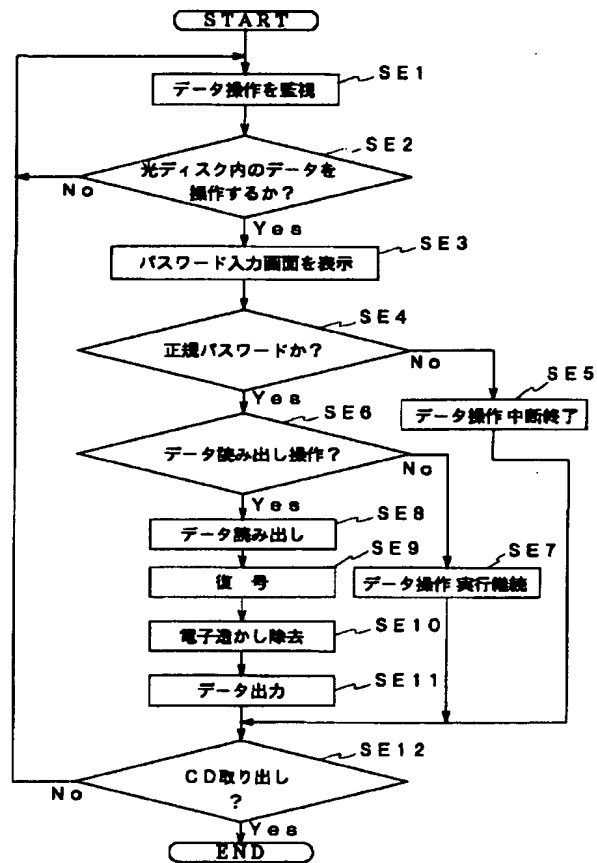 START
SE1
データ操作を監視
SE2
光ディスク内のデータを
操作するか？
No
Yes
SE3
パスワード入力画面を表示
SE4
正規パスワードか？
No
Yes
SE5
データ操作 中断終了
SE6
データ読み出し操作？
No
Yes
SE8
データ読み出し
SE9
復 号
SE7
データ操作 実行継続
SE10
電子透かし除去
SE11
データ出力
SE12
CD取り出し
？
No
Yes
END